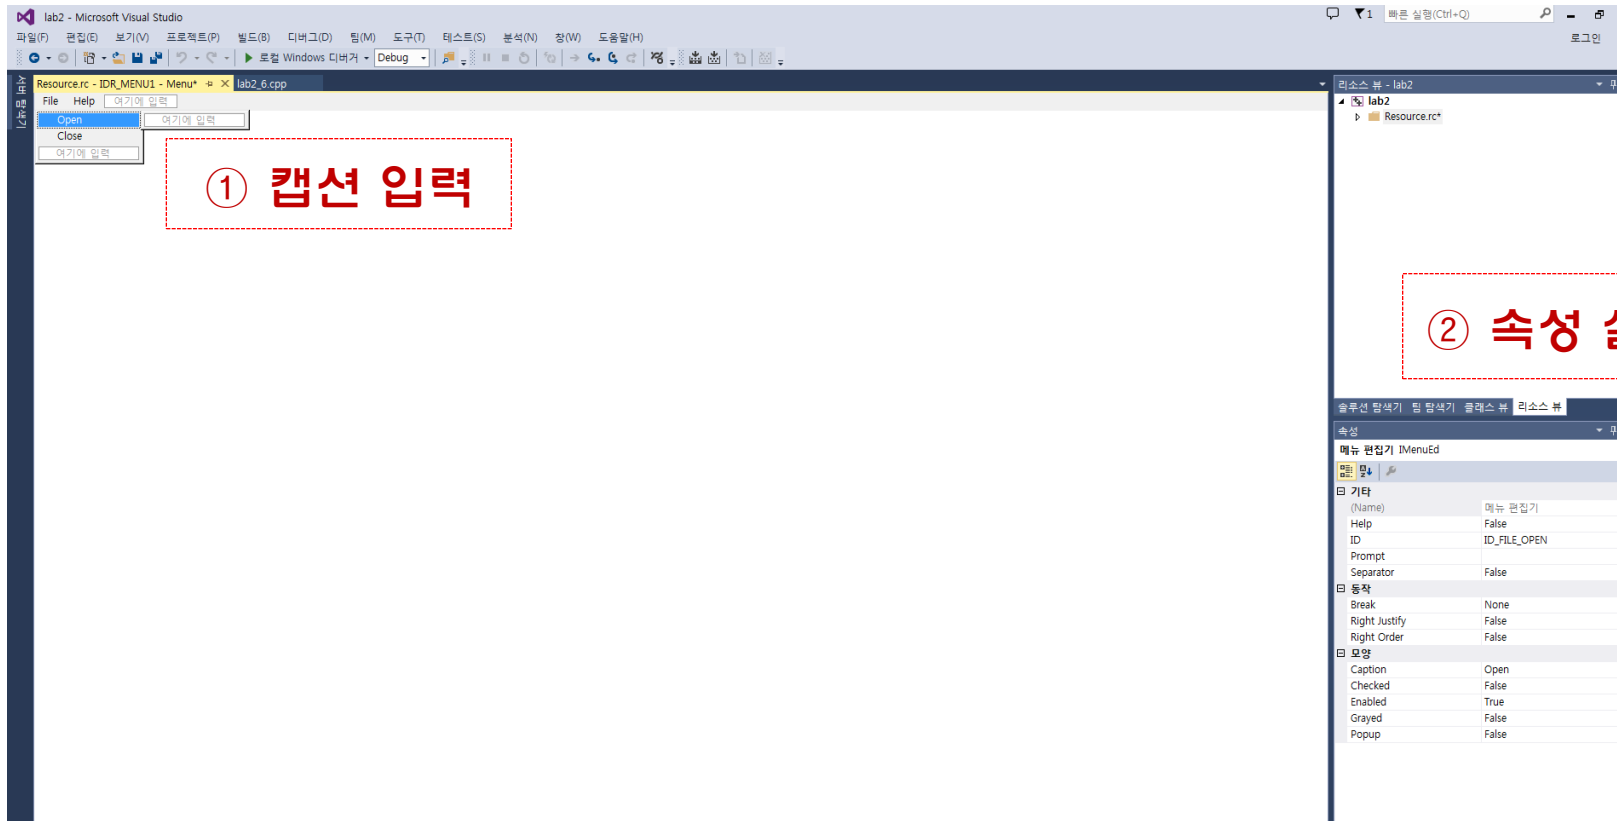 lab2 - Microsoft Visual Studio
1 빠른 실행(Ctrl+Q)
파일(F) 편집(E) 보기(V) 프로젝트(P) 빌드(B) 디버그(D) 팀(M) 도구(T) 테스트(S) 분석(N) 창(W) 도움말(H)
로그인
로컬 Windows 디버거 Debug
서버 탐색기
Resource.rc - IDR_MENU1 - Menu* lab2_6.cpp
File Help 여기에 입력
Open 여기에 입력
Close
여기에 입력
① 캡션 입력
리소스 뷰 - lab2
lab2
Resource.rc*
② 속성
솔루션 탐색기 팀 탐색기 클래스 뷰 리소스 뷰
속성
메뉴 편집기 IMenuEd
기타
(Name) 메뉴 편집기
Help False
ID ID_FILE_OPEN
Prompt
Separator False
동작
Break None
Right Justify False
Right Order False
모양
Caption Open
Checked False
Enabled True
Grayed False
Popup False